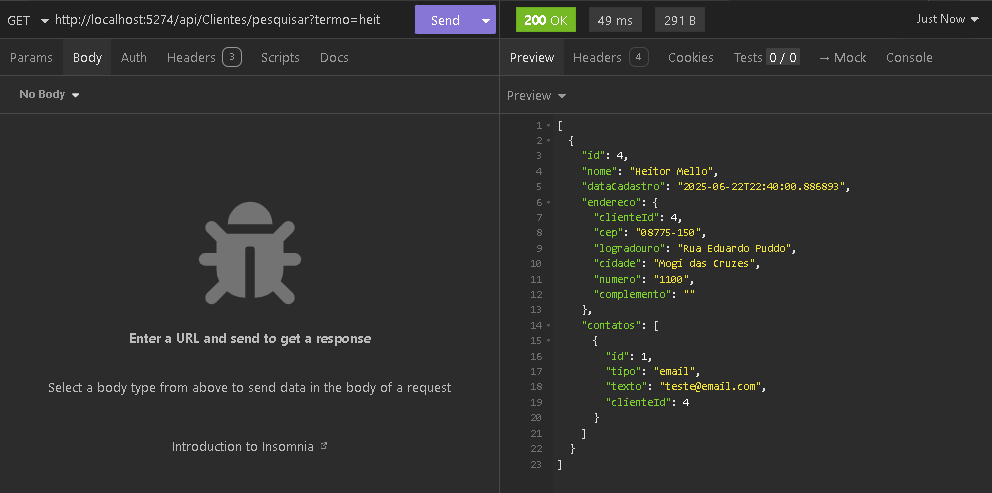 GET http://localhost:5274/api/Clientes/pesquisar?termo=heit Send
Params Body Auth Headers 3 Scripts Docs
No Body
Enter a URL and send to get a response
Select a body type from above to send data in the body of a request
Introduction to Insomnia
200 OK 49 ms 291 B Just Now
Preview Headers 4 Cookies Tests 0 / 0 → Mock Console
Preview
1 [
2 {
3 "id": 4,
4 "nome": "Heitor Mello",
5 "dataCadastro": "2025-06-22T22:40:00.886893",
6 "endereco": {
7 "clienteId": 4,
8 "cep": "08775-150",
9 "logradouro": "Rua Eduardo Puddo",
10 "cidade": "Mogi das Cruzes",
11 "numero": "1100",
12 "complemento": ""
13 },
14 "contatos": [
15 {
16 "id": 1,
17 "tipo": "email",
18 "texto": "teste@email.com",
19 "clienteId": 4
20 }
21 ]
22 }
23 ]